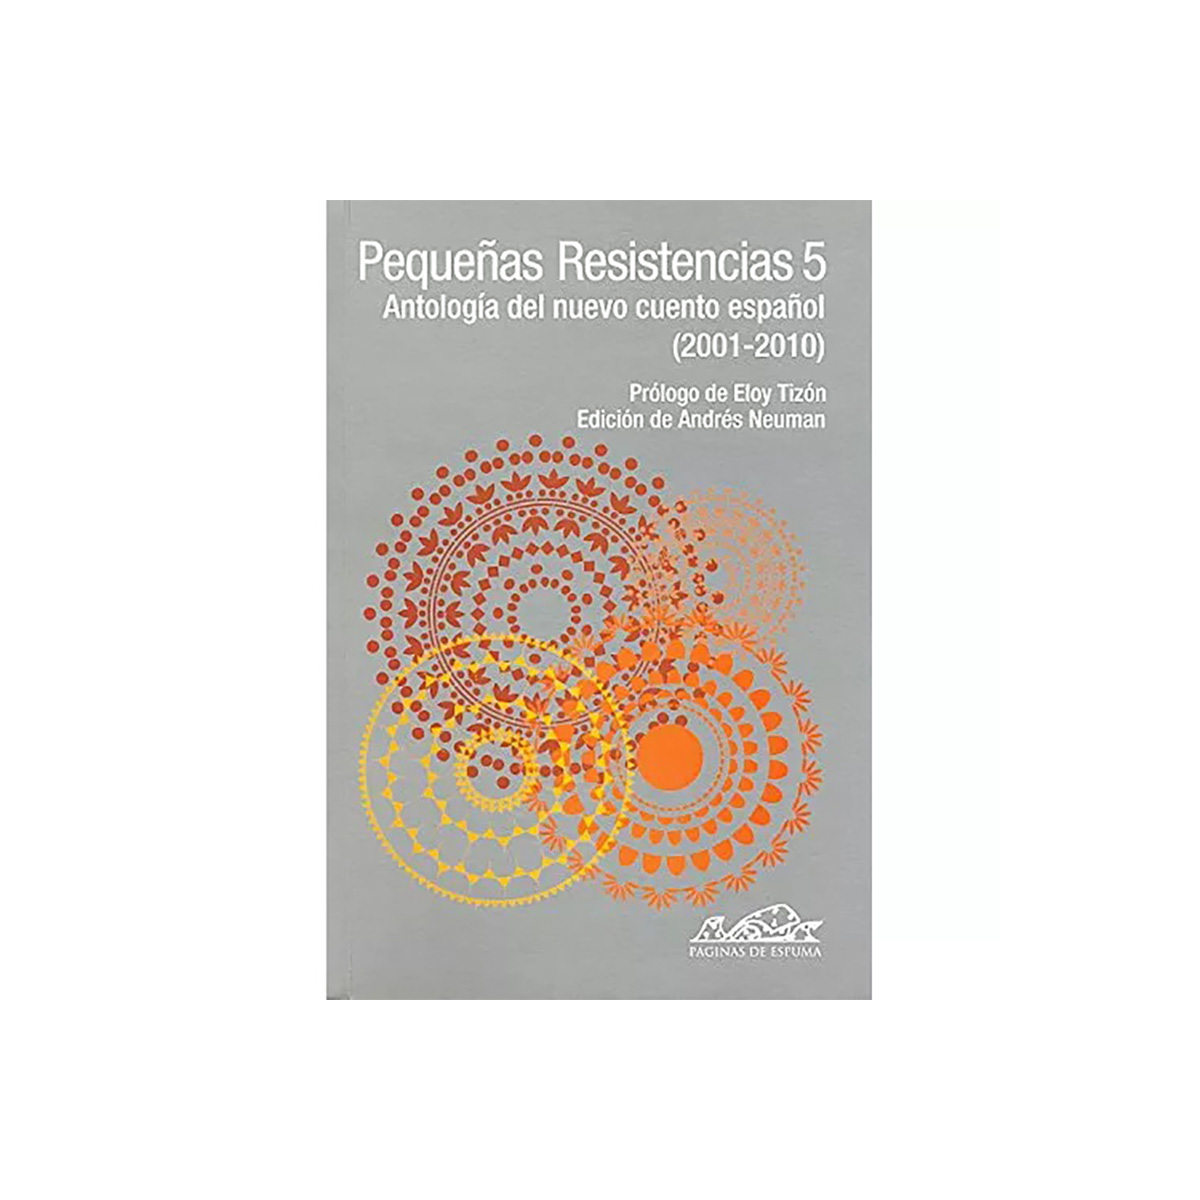 Pequeñas Resistencias 5
Antología del nuevo cuento español
(2001-2010)
Prólogo de Eloy Tizón
Edición de Andrés Neuman
PAGINAS DE ESPUMA